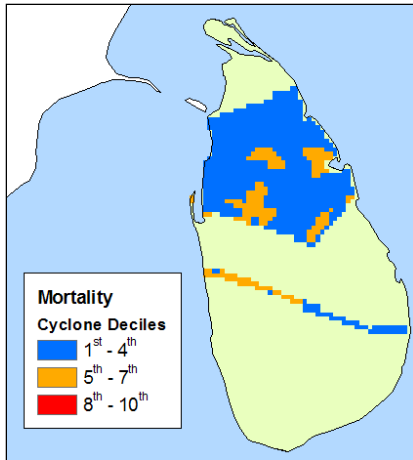 Mortality
Cyclone Deciles
1st - 4th
5th - 7th
8th - 10th